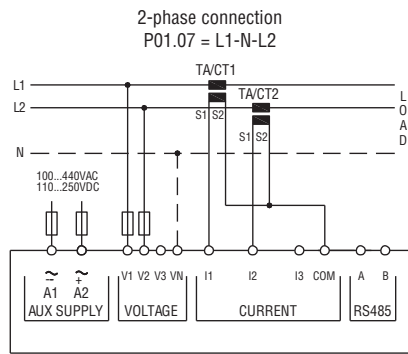 2-phase connection
P01.07 = L1-N-L2
TA/CT1
L1
TA/CT2
L2
S1 S2
S1 S2
N
LOAD
100...440VAC
110...250VDC
~ ~
- +
A1 A2
V1 V2 V3 VN
I1 I2 I3 COM
A B
AUX SUPPLY
VOLTAGE
CURRENT
RS485